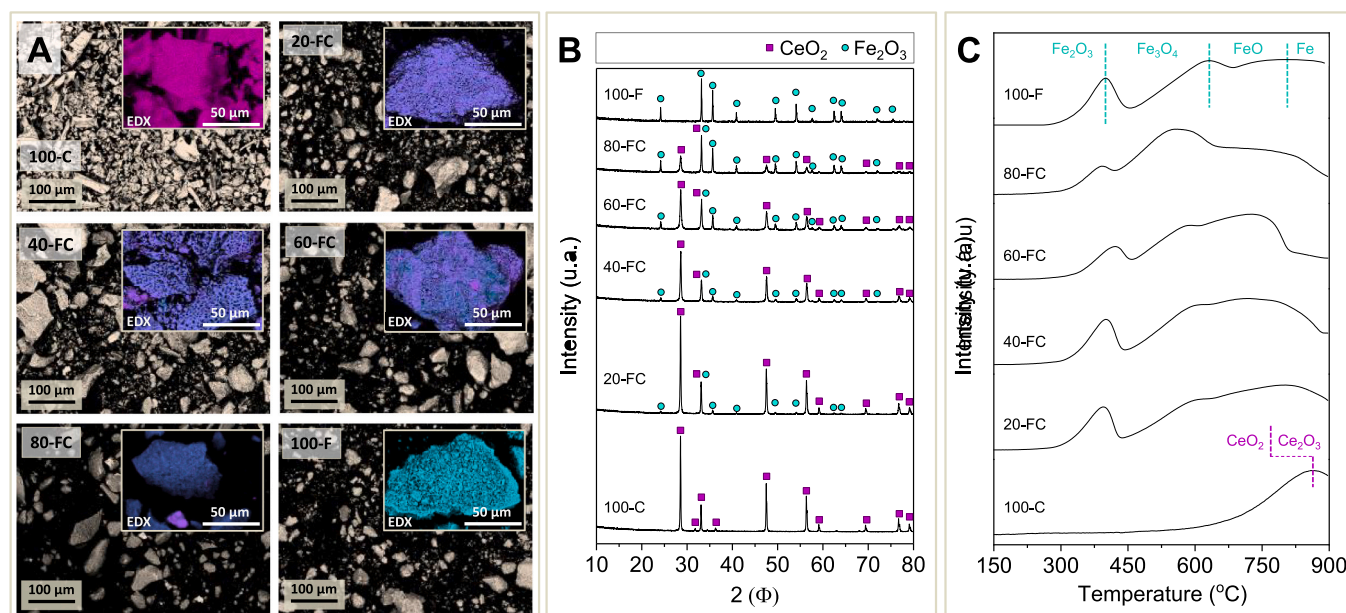 A
100-C
100 µm
EDX
50 µm
20-FC
100 µm
EDX
50 µm
40-FC
100 µm
EDX
50 µm
60-FC
100 µm
EDX
50 µm
80-FC
100 µm
EDX
50 µm
100-F
100 µm
EDX
50 µm
B
CeO₂ Fe₂O₃
100-F
80-FC
60-FC
40-FC
20-FC
100-C
Intensity (u.a.)
10 20 30 40 50 60 70 80
2 (Φ)
C
Fe₂O₃ Fe₃O₄ FeO Fe
100-F
80-FC
60-FC
40-FC
20-FC
CeO₂ Ce₂O₃
100-C
150 300 450 600 750 900
Temperature (°C)